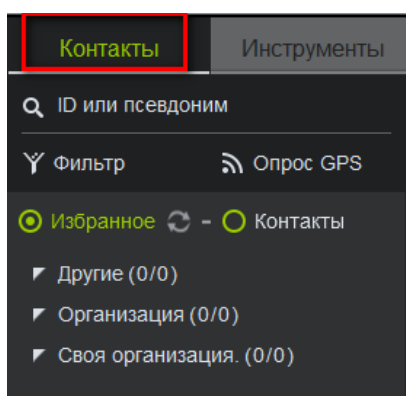 Контакты Инструменты
ID или псевдоним
Фильтр Опрос GPS
Избранное - Контакты
Другие (0/0)
Организация (0/0)
Своя организация. (0/0)